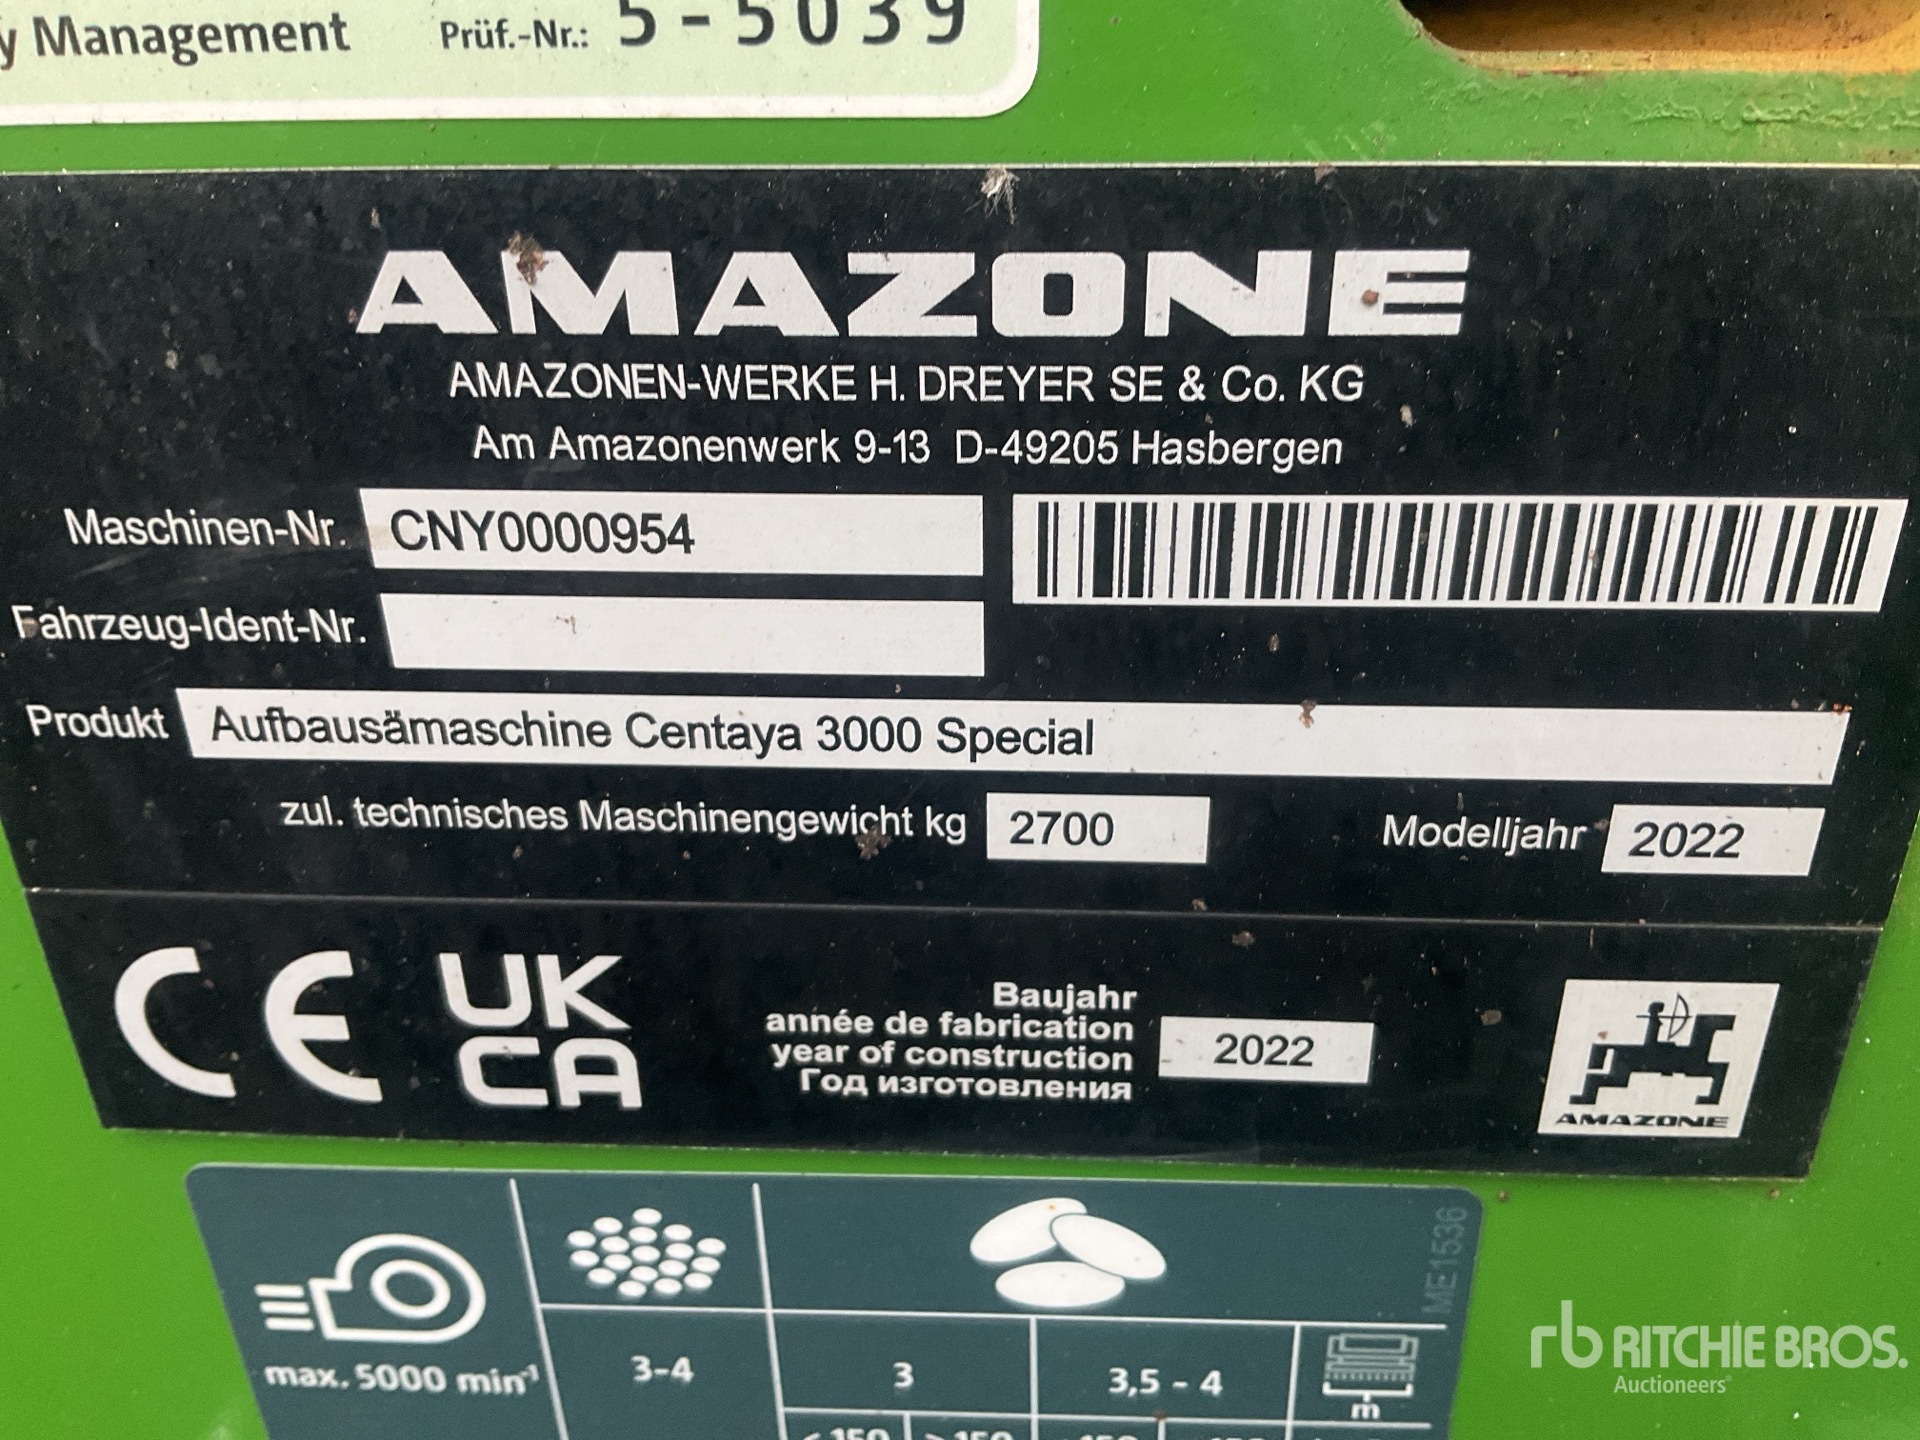 Management Prüf.-Nr.: 5-5039
AMAZONE
AMAZONEN-WERKE H. DREYER SE & Co. KG
Am Amazonenwerk 9-13 D-49205 Hasbergen
Maschinen-Nr. CNY0000954
Fahrzeug-Ident-Nr.
Produkt Aufbausämaschine Centaya 3000 Special
zul. technisches Maschinengewicht kg 2700 Modelljahr 2022
CE UK CA
Baujahr
année de fabrication
year of construction 2022
Год изготовления
AMAZONE
ME1536
max. 5000 min⁻¹ 3-4 3 3,5 - 4 m
< 150 > 150
RITCHIE BROS.
Auctioneers